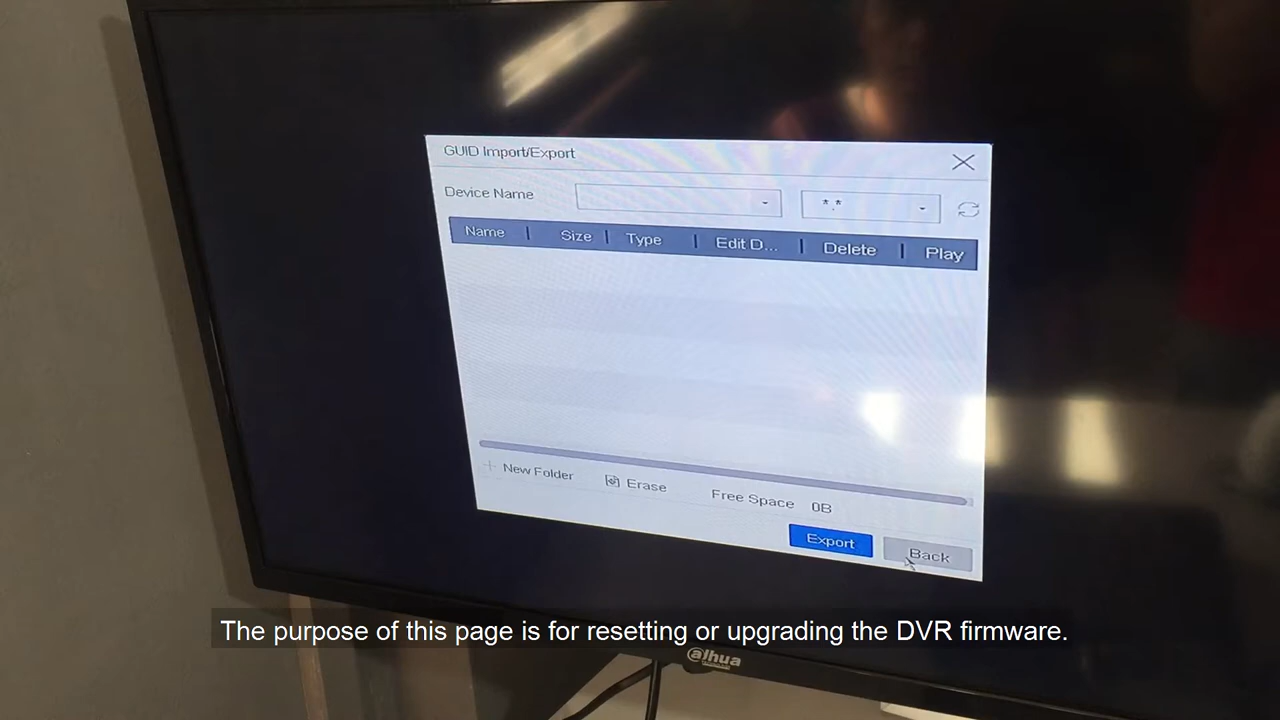 GUID Import/Export
Device Name
*.*
Name Size Type Edit D... Delete Play
New Folder Erase Free Space 0B
Export Back
The purpose of this page is for resetting or upgrading the DVR firmware.
alhua